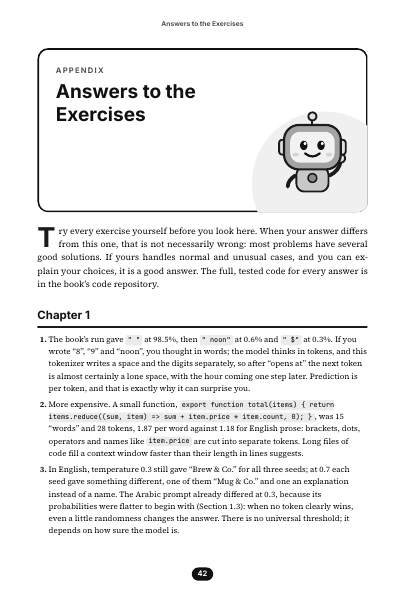 Answers to the Exercises
APPENDIX
Answers to the
Exercises
Try every exercise yourself before you look here. When your answer differs
from this one, that is not necessarily wrong: most problems have several
good solutions. If yours handles normal and unusual cases, and you can ex-
plain your choices, it is a good answer. The full, tested code for every answer is
in the book’s code repository.
Chapter 1
1. The book’s run gave " " at 98.5%, then " noon" at 0.6% and " $" at 0.3%. If you
wrote “8”, “9” and “noon”, you thought in words; the model thinks in tokens, and this
tokenizer writes a space and the digits separately, so after “opens at” the next token
is almost certainly a lone space, with the hour coming one step later. Prediction is
per token, and that is exactly why it can surprise you.
2. More expensive. A small function, export function total(items) { return
items.reduce((sum, item) => sum + item.price * item.count, 0); }, was 15
“words” and 28 tokens, 1.87 per word against 1.18 for English prose: brackets, dots,
operators and names like item.price are cut into separate tokens. Long files of
code fill a context window faster than their length in lines suggests.
3. In English, temperature 0.3 still gave “Brew & Co.” for all three seeds; at 0.7 each
seed gave something different, one of them “Mug & Co.” and one an explanation
instead of a name. The Arabic prompt already differed at 0.3, because its
probabilities were flatter to begin with (Section 1.3): when no token clearly wins,
even a little randomness changes the answer. There is no universal threshold; it
depends on how sure the model is.
42